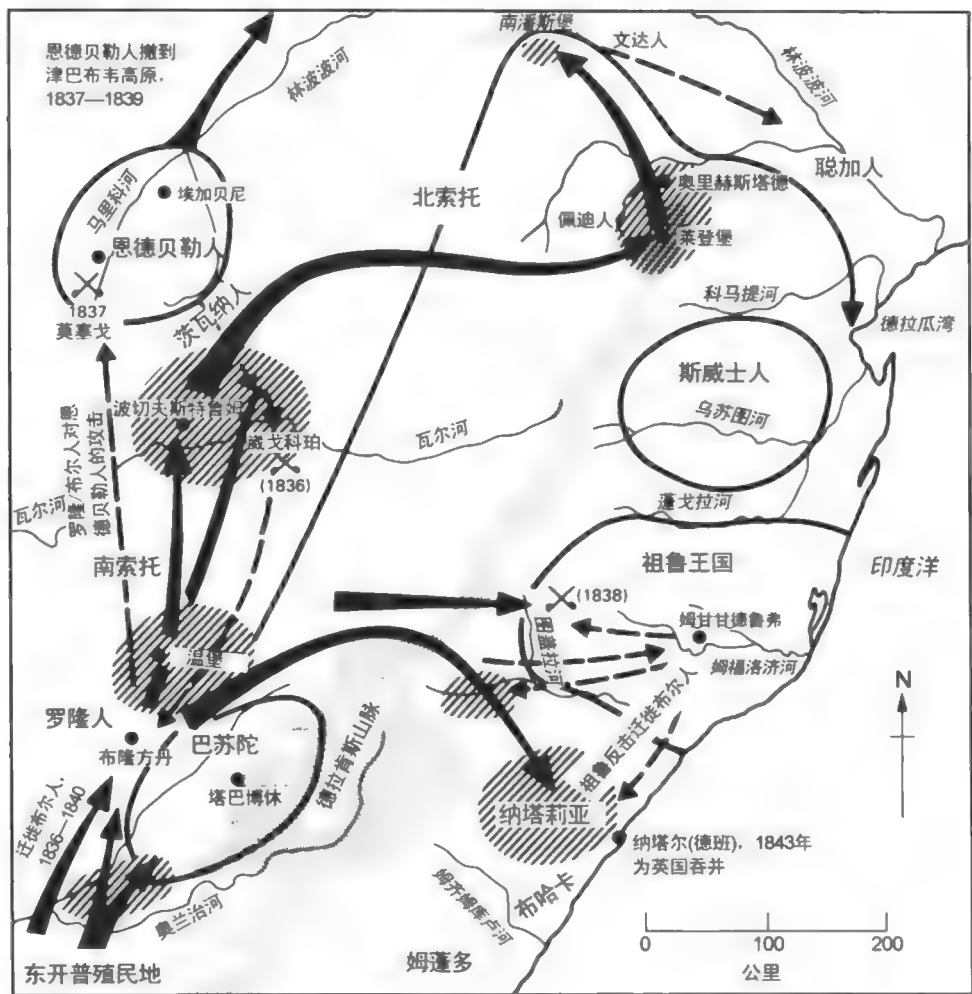 南潘斯堡
文达人
恩德贝勒人撤到
津巴布韦高原,
1837—1839
林波波河
林波波河
聪加人
马里科河
埃加贝尼
北索托
奥里赫斯塔德
佩迪人
莱登堡
恩德贝勒人
1837
莫塞戈
茨瓦纳人
科马提河
德拉瓜湾
斯威士人
乌苏图河
波切夫斯特鲁姆
威戈科珀
(1836)
瓦尔河
瓦尔河
罗隆/布尔人对恩
德贝勒人的攻击
蓬戈拉河
南索托
祖鲁王国
印度洋
(1838)
姆甘甘德鲁弗
图盖拉河
姆福洛济河
温堡
N
罗隆人
布隆方丹
巴苏陀
塔巴博休
德拉肯斯山脉
祖鲁反击迁徙布尔人
迁徙布尔人,
1836—1840
纳塔莉亚
纳塔尔(德班), 1843年
为英国吞并
奥兰治河
姆齐姆库卢河
布哈卡
东开普殖民地
姆蓬多
0 100 200
公里